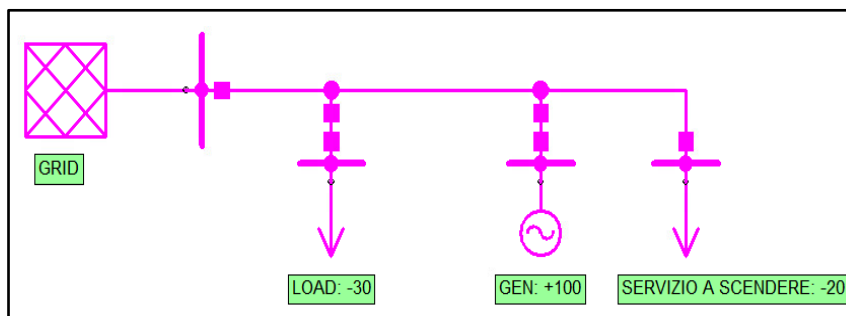 GRID
LOAD: -30
GEN: +100
SERVIZIO A SCENDERE: -20